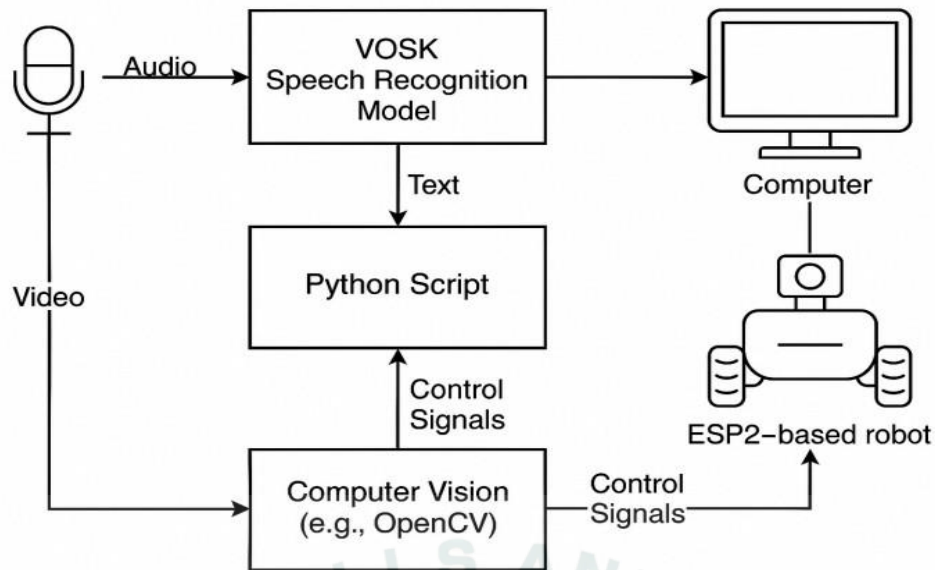 Audio
VOSK
Speech Recognition
Model
Text
Computer
Python Script
Video
Control
Signals
ESP2-based robot
Computer Vision
(e.g., OpenCV)
Control
Signals